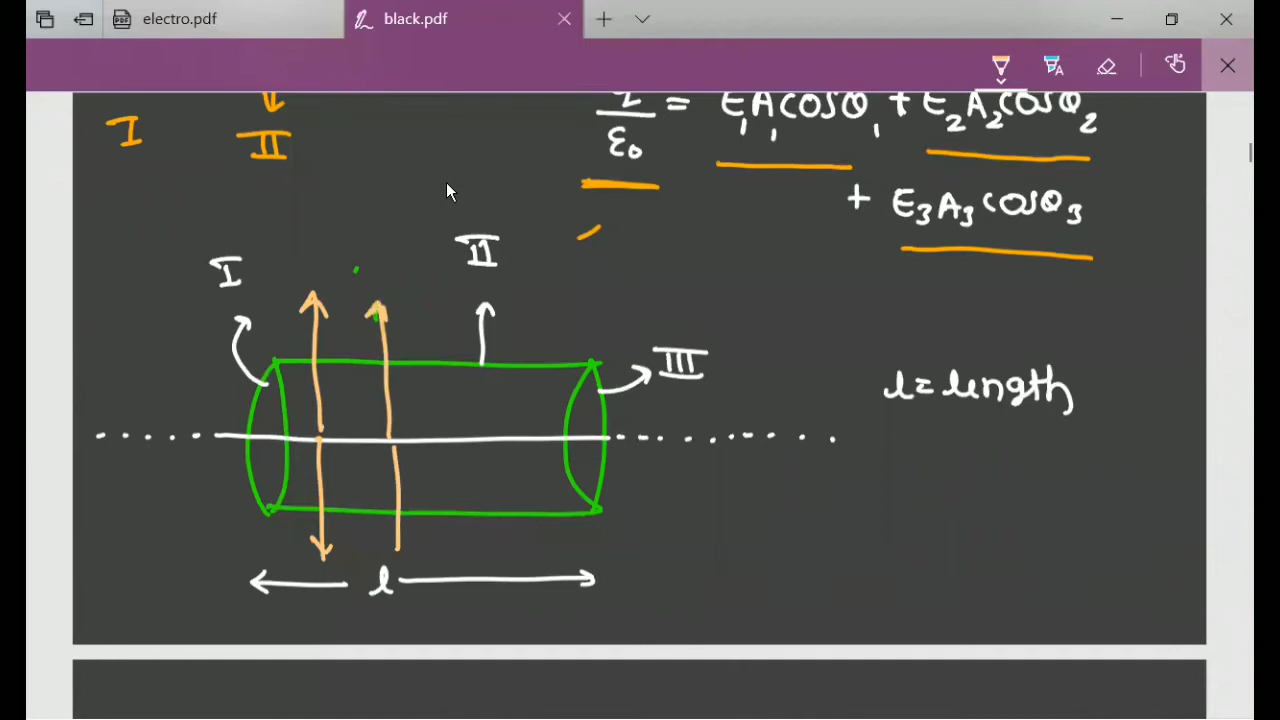 electro.pdf black.pdf
I
II
q/ε₀ = E₁A₁cosθ₁ + E₂A₂cosθ₂
+ E₃A₃cosθ₃
I
II
III
l = length
l